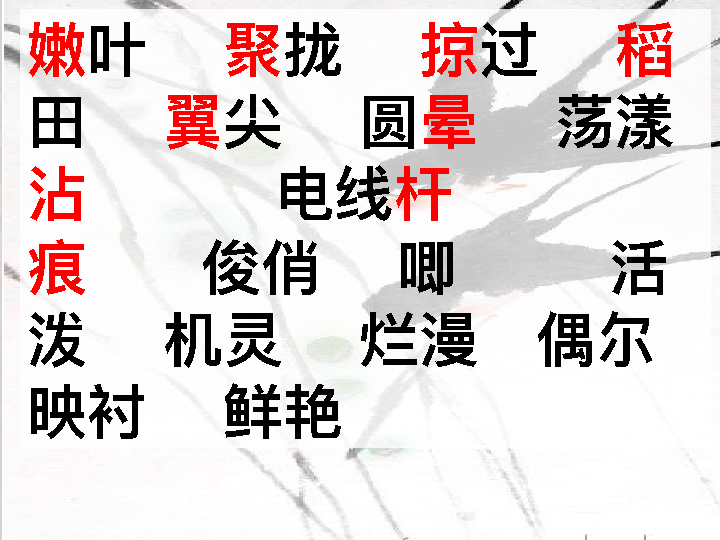 嫩叶 聚拢 掠过 稻
田 翼尖 圆晕 荡漾
沾 电线杆
痕 俊俏 唧 活
泼 机灵 烂漫 偶尔
映衬 鲜艳